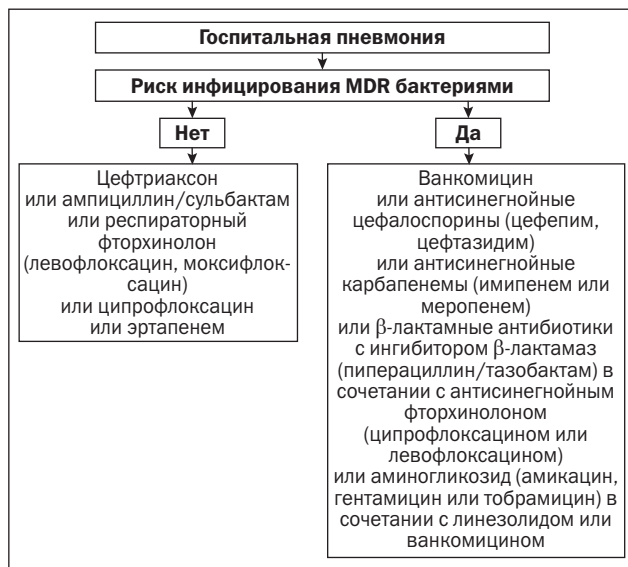 Госпитальная пневмония
Риск инфицирования MDR бактериями
Нет
Да
Цефтриаксон
или ампициллин/сульбактам
или респираторный
фторхинолон
(левофлоксацин, моксифлок-
сацин)
или ципрофлоксацин
или эртапенем
Ванкомицин
или антисинегнойные
цефалоспорины (цефепим,
цефтазидим)
или антисинегнойные
карбапенемы (имипенем или
меропенем)
или β-лактамные антибиотики
с ингибитором β-лактамаз
(пиперациллин/тазобактам) в
сочетании с антисинегнойным
фторхинолоном
(ципрофлоксацином или
левофлоксацином)
или аминогликозид (амикацин,
гентамицин или тобрамицин) в
сочетании с линезолидом или
ванкомицином